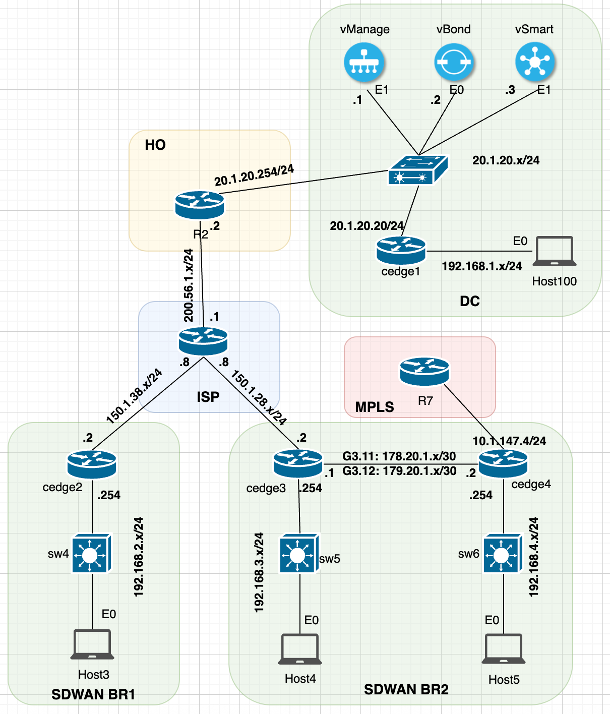 vManage
vBond
vSmart
E1
E0
E1
.1
.2
.3
HO
20.1.20.x/24
20.1.20.254/24
.2
R2
20.1.20.20/24
E0
cedge1
192.168.1.x/24
Host100
DC
200.56.1.x/24
.1
.8
.8
ISP
150.1.38.x/24
150.1.28.x/24
R7
MPLS
.2
.2
10.1.147.4/24
G3.11: 178.20.1.x/30
G3.12: 179.20.1.x/30
.1
.2
cedge2
.254
cedge3
.254
cedge4
.254
sw4
192.168.2.x/24
192.168.3.x/24
sw5
sw6
192.168.4.x/24
E0
E0
E0
Host3
Host4
Host5
SDWAN BR1
SDWAN BR2